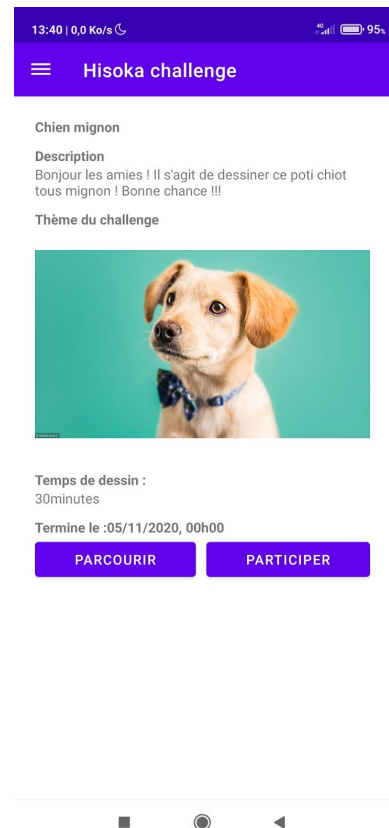 13:40 | 0,0 Ko/s
4G
95%
Hisoka challenge
Chien mignon
Description
Bonjour les amies ! Il s'agit de dessiner ce poti chiot
tous mignon ! Bonne chance !!!
Thème du challenge
Temps de dessin :
30minutes
Termine le :05/11/2020, 00h00
PARCOURIR
PARTICIPER